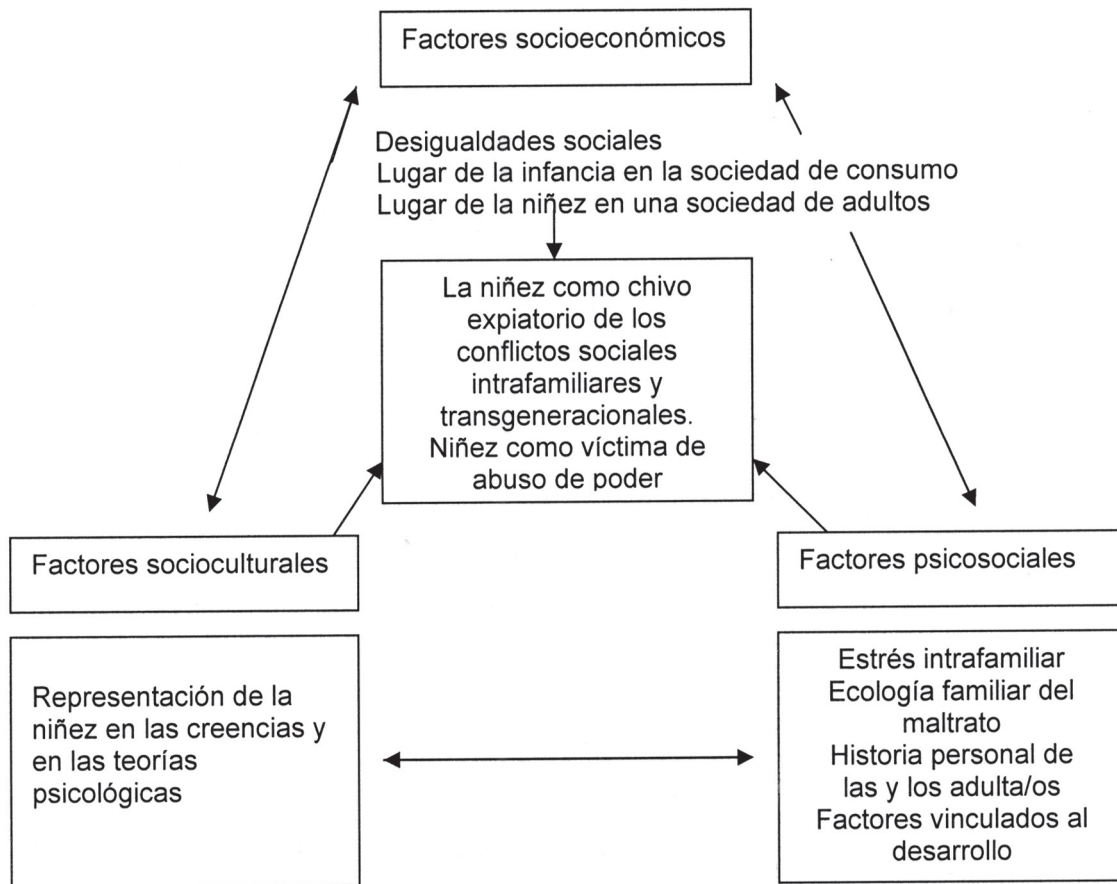 Factores socioeconómicos
Desigualdades sociales
Lugar de la infancia en la sociedad de consumo
Lugar de la niñez en una sociedad de adultos
La niñez como chivo
expiatorio de los
conflictos sociales
intrafamiliares y
transgeneracionales.
Niñez como víctima de
abuso de poder
Factores socioculturales
Representación de la
niñez en las creencias y
en las teorías
psicológicas
Factores psicosociales
Estrés intrafamiliar
Ecología familiar del
maltrato
Historia personal de
las y los adulta/os
Factores vinculados al
desarrollo